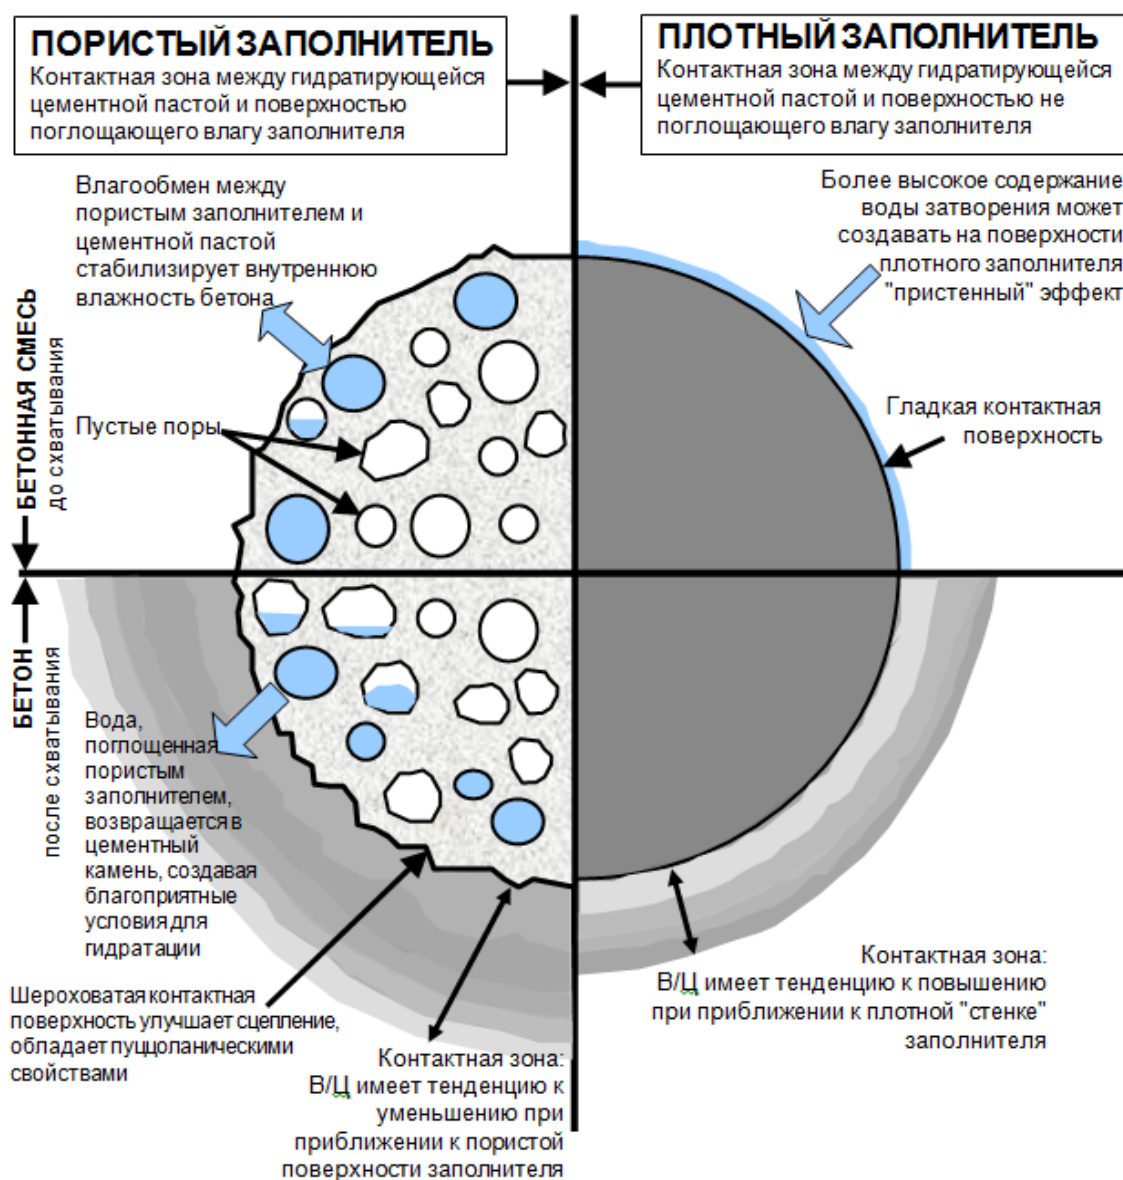 ПОРИСТЫЙ ЗАПОЛНИТЕЛЬ
Контактная зона между гидратирующейся
цементной пастой и поверхностью
поглощающего влагу заполнителя
ПЛОТНЫЙ ЗАПОЛНИТЕЛЬ
Контактная зона между гидратирующейся
цементной пастой и поверхностью не
поглощающего влагу заполнителя
Влагообмен между
пористым заполнителем и
цементной пастой
стабилизирует внутреннюю
влажность бетона
Более высокое содержание
воды затворения может
создавать на поверхности
плотного заполнителя
"пристенный" эффект
БЕТОННАЯ СМЕСЬ
до схватывания
Пустые поры
Гладкая контактная
поверхность
БЕТОН
после схватывания
Вода,
поглощенная
пористым
заполнителем,
возвращается в
цементный
камень, создавая
благоприятные
условия для
гидратации
Шероховатая контактная
поверхность улучшает сцепление,
обладает пуццоланическими
свойствами
Контактная зона:
В/Ц имеет тенденцию к
уменьшению при
приближении к пористой
поверхности заполнителя
Контактная зона:
В/Ц имеет тенденцию к повышению
при приближении к плотной "стенке"
заполнителя